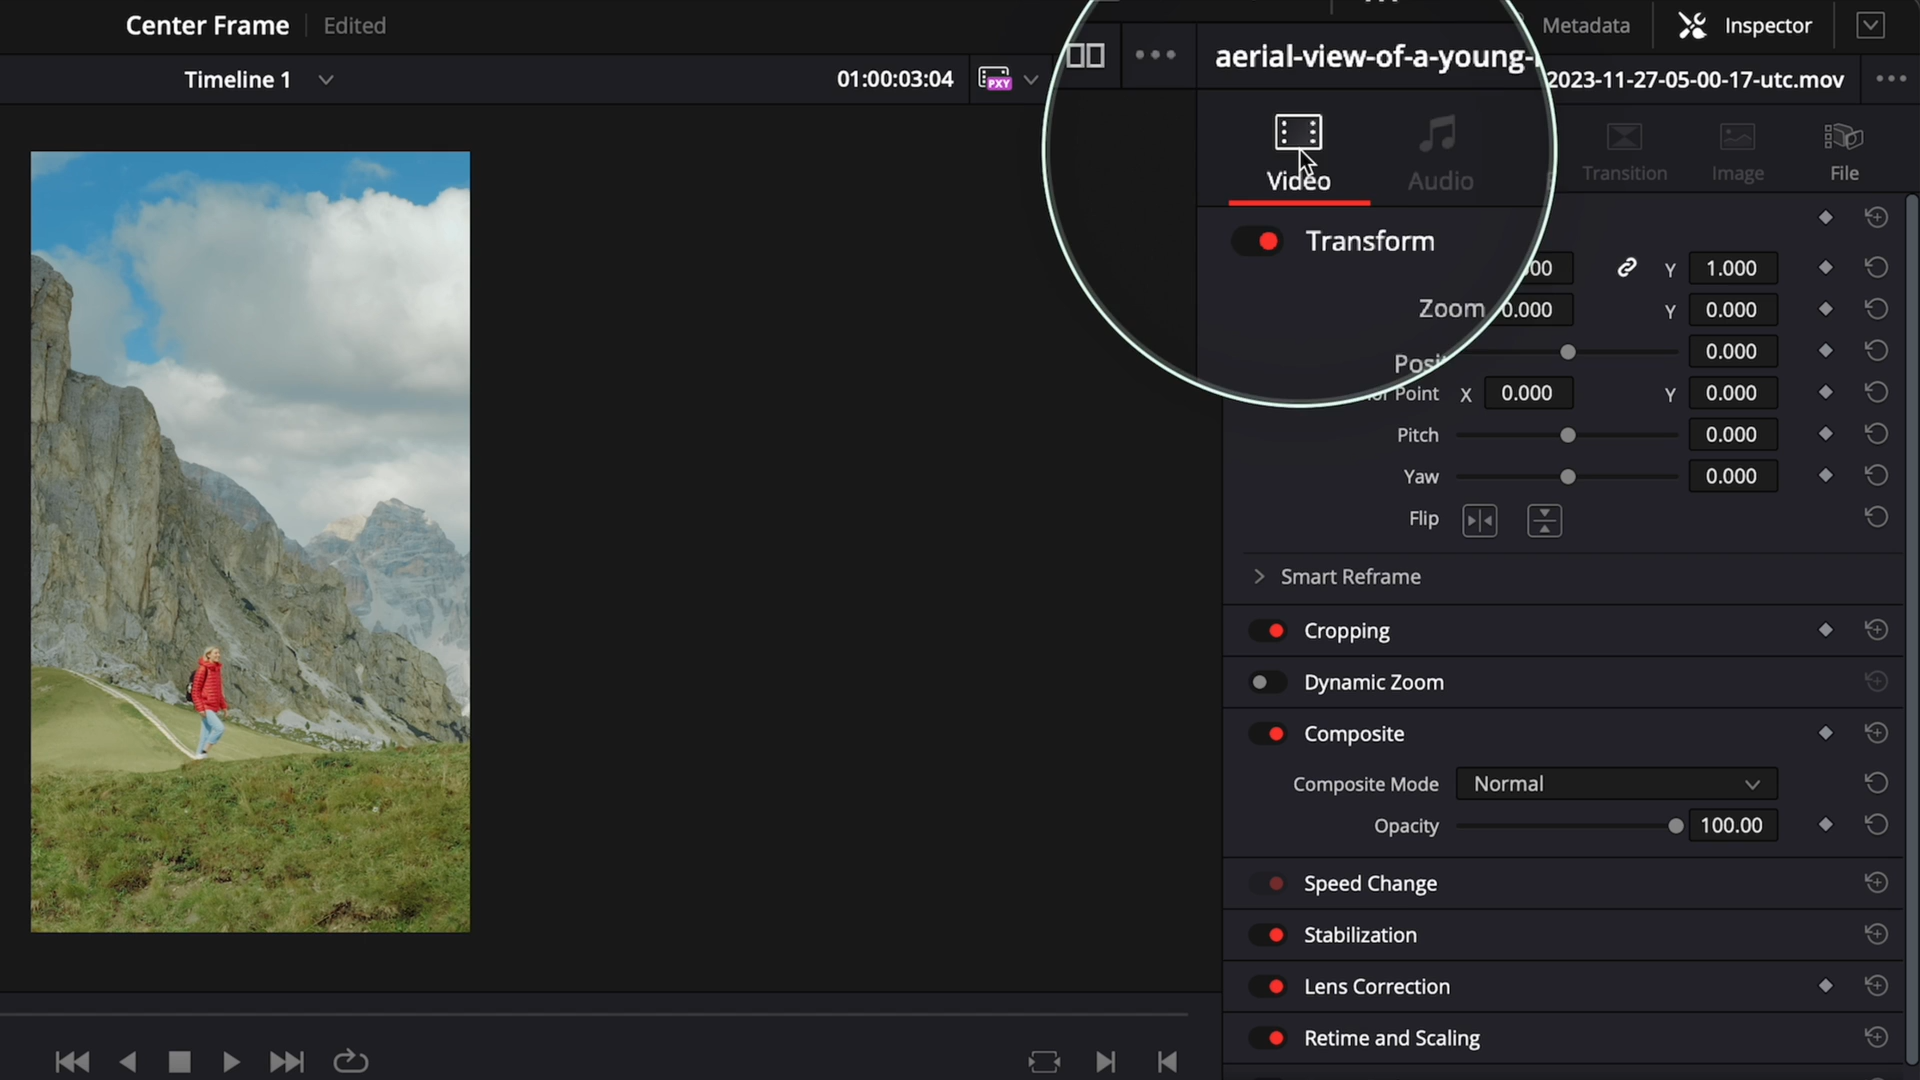 Center Frame
Edited
Metadata
Inspector
Timeline 1
01:00:03:04
PXY
aerial-view-of-a-young-
2023-11-27-05-00-17-utc.mov
Video
Audio
Transition
Image
File
Transform
Zoom
Y 1.000
0.000 Y 0.000
0.000
Point X 0.000 Y 0.000
Pitch 0.000
Yaw 0.000
Flip
Smart Reframe
Cropping
Dynamic Zoom
Composite
Composite Mode Normal
Opacity 100.00
Speed Change
Stabilization
Lens Correction
Retime and Scaling